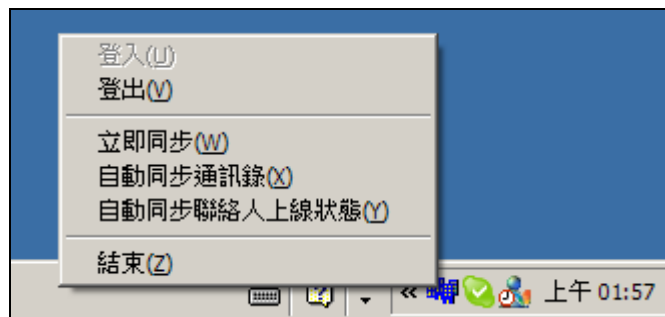 登入(U)
登出(V)
立即同步(W)
自動同步通訊錄(X)
自動同步聯絡人上線狀態(Y)
結束(Z)
? « 上午 01:57